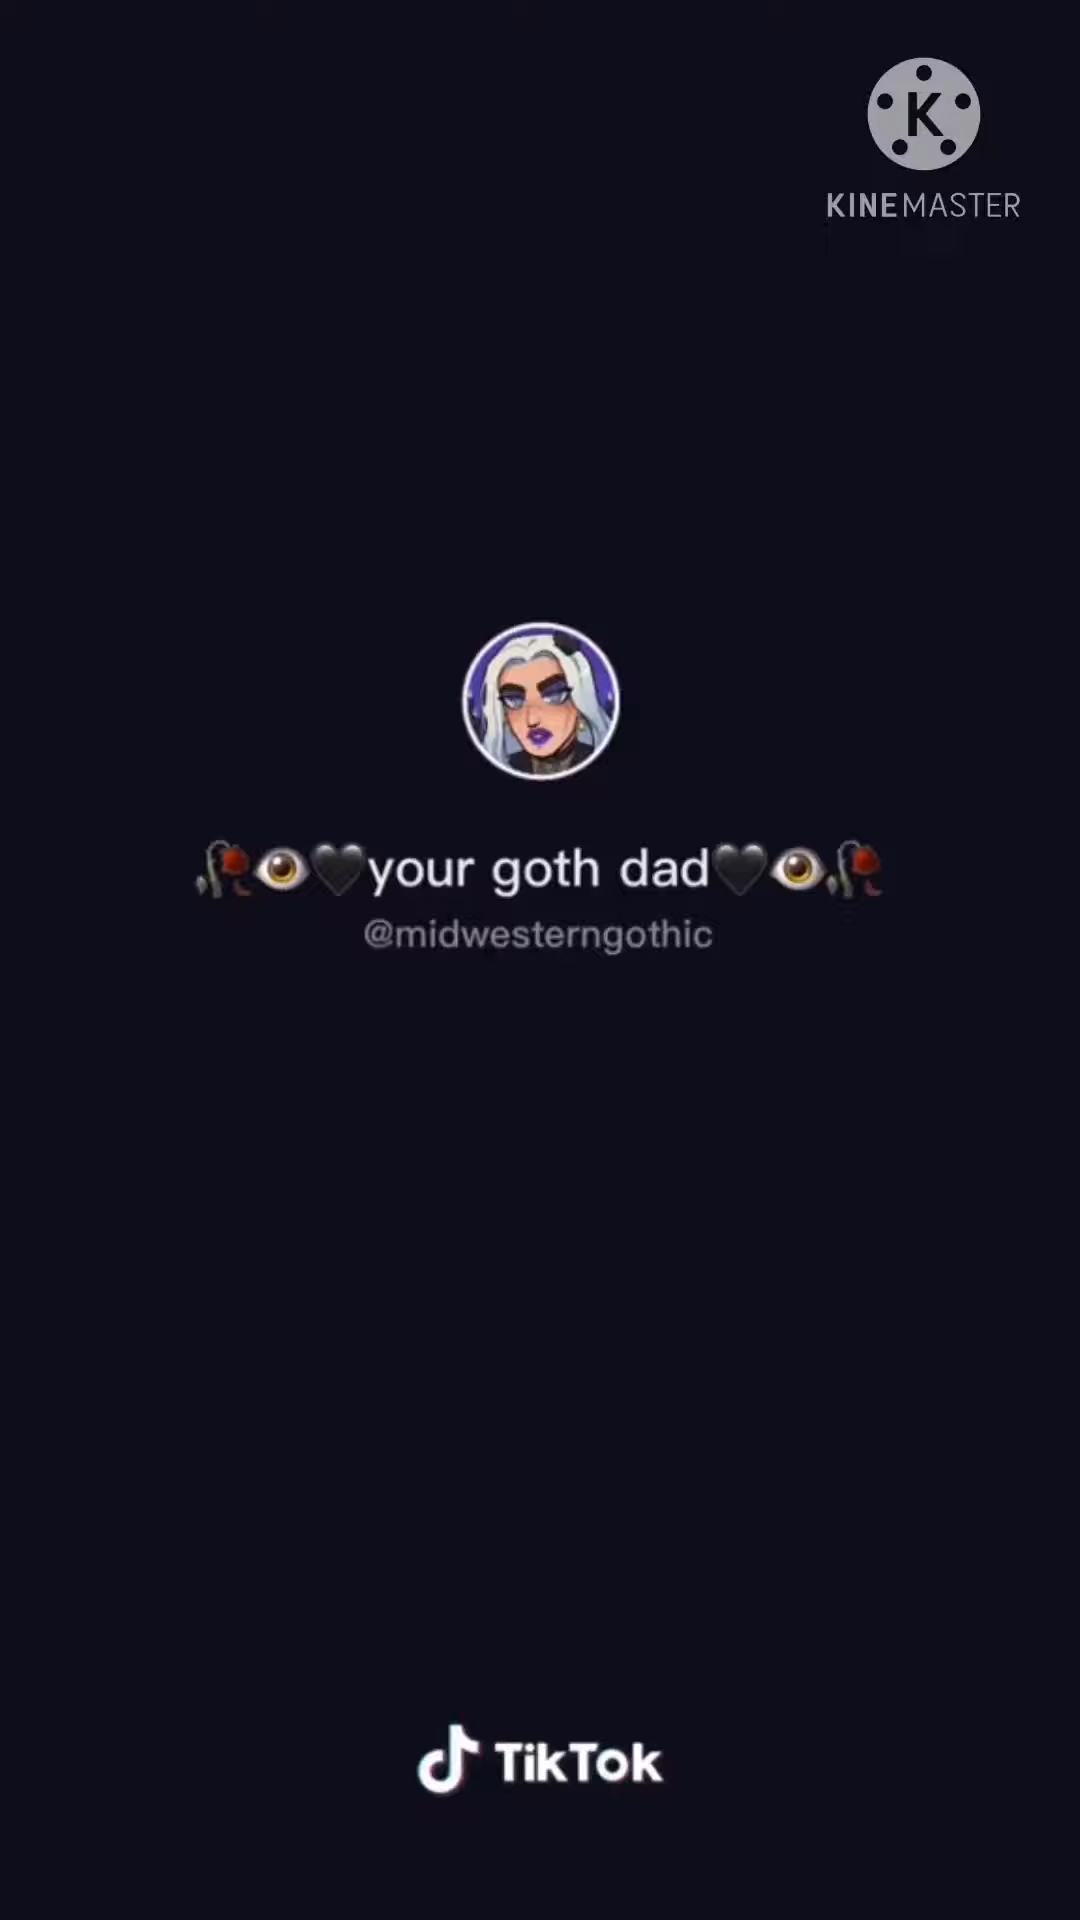 K
KINEMASTER
🥀👁️🖤your goth dad🖤👁️🥀
@midwesterngothic
TikTok